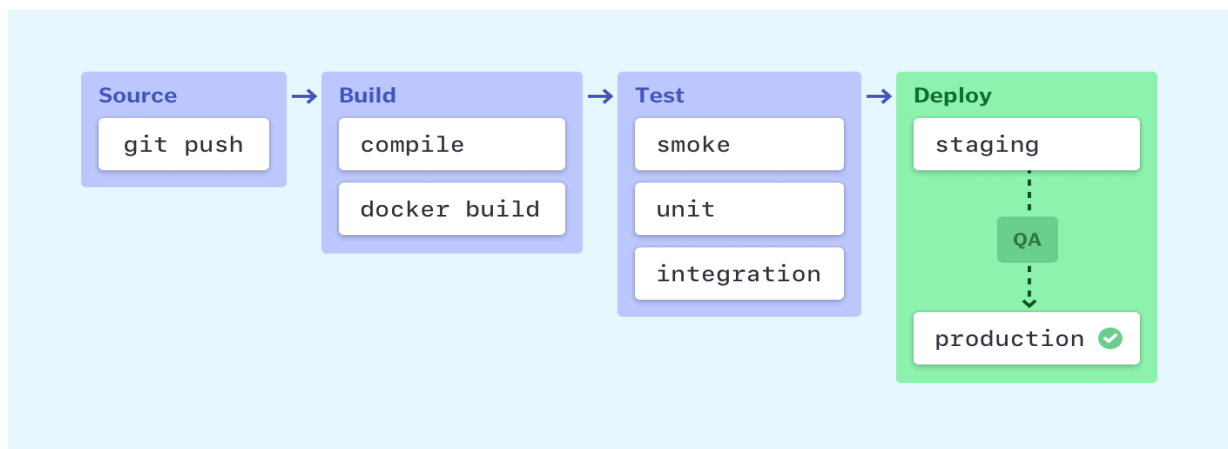 Source
git push
Build
compile
docker build
Test
smoke
unit
integration
Deploy
staging
QA
production